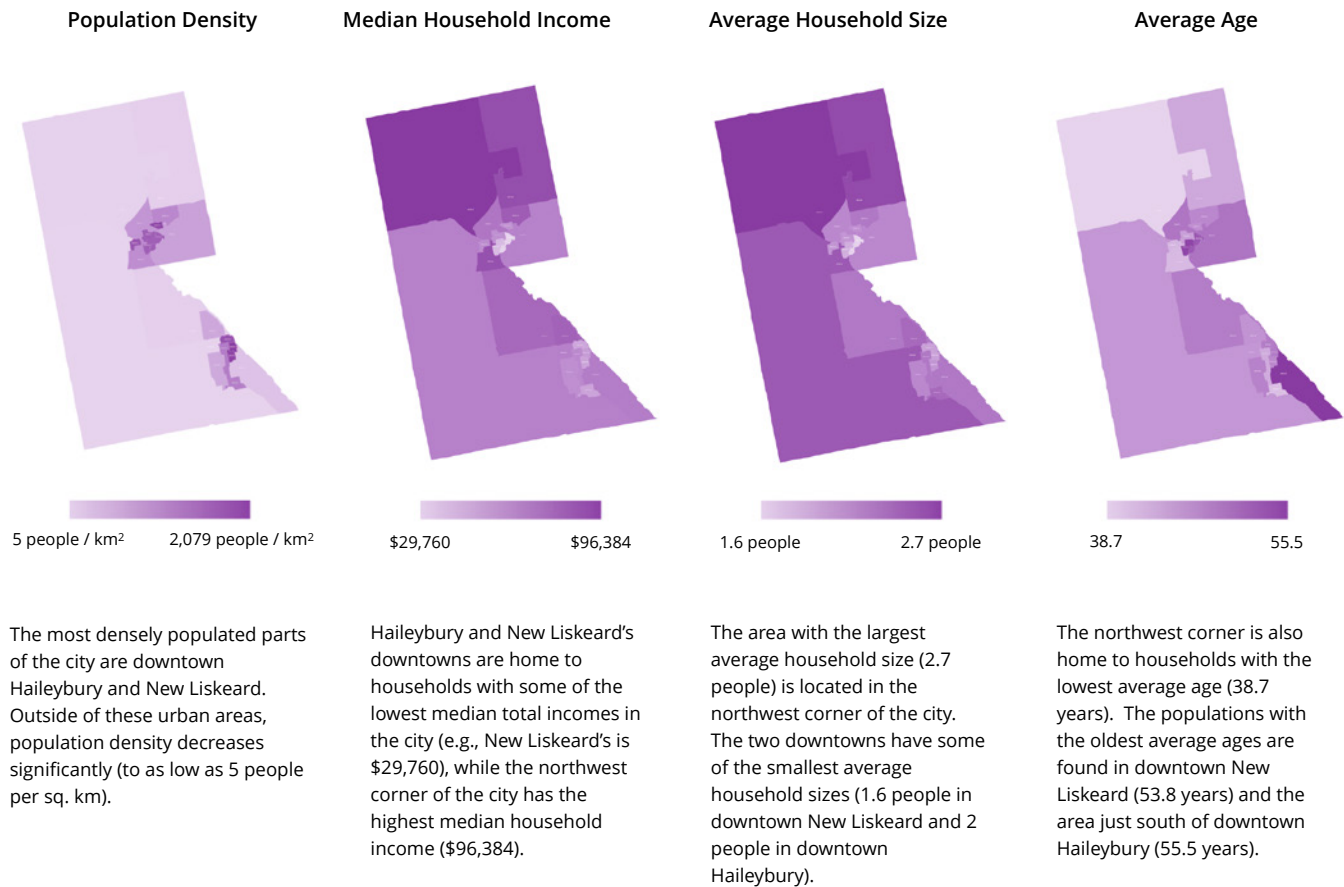 Population Density
Median Household Income
Average Household Size
Average Age
5 people / km²
2,079 people / km²
$29,760
$96,384
1.6 people
2.7 people
38.7
55.5
The most densely populated parts
of the city are downtown
Haileybury and New Liskeard.
Outside of these urban areas,
population density decreases
significantly (to as low as 5 people
per sq. km).
Haileybury and New Liskeard's
downtowns are home to
households with some of the
lowest median total incomes in
the city (e.g., New Liskeard's is
$29,760), while the northwest
corner of the city has the
highest median household
income ($96,384).
The area with the largest
average household size (2.7
people) is located in the
northwest corner of the city.
The two downtowns have some
of the smallest average
household sizes (1.6 people in
downtown New Liskeard and 2
people in downtown
Haileybury).
The northwest corner is also
home to households with the
lowest average age (38.7
years).  The populations with
the oldest average ages are
found in downtown New
Liskeard (53.8 years) and the
area just south of downtown
Haileybury (55.5 years).